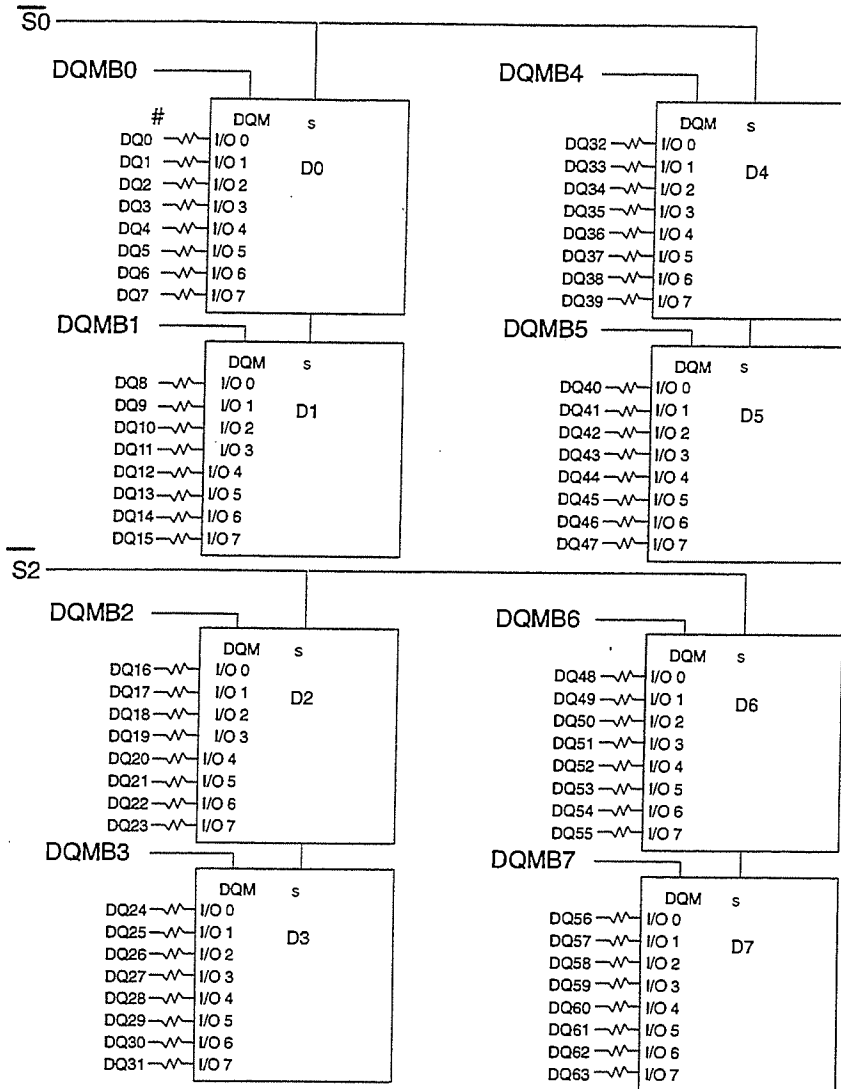 S0
DQMB0
#
DQM S
D0
DQ0 I/O 0
DQ1 I/O 1
DQ2 I/O 2
DQ3 I/O 3
DQ4 I/O 4
DQ5 I/O 5
DQ6 I/O 6
DQ7 I/O 7
DQMB4
DQM S
D4
DQ32 I/O 0
DQ33 I/O 1
DQ34 I/O 2
DQ35 I/O 3
DQ36 I/O 4
DQ37 I/O 5
DQ38 I/O 6
DQ39 I/O 7
DQMB1
DQM S
D1
DQ8 I/O 0
DQ9 I/O 1
DQ10 I/O 2
DQ11 I/O 3
DQ12 I/O 4
DQ13 I/O 5
DQ14 I/O 6
DQ15 I/O 7
DQMB5
DQM S
D5
DQ40 I/O 0
DQ41 I/O 1
DQ42 I/O 2
DQ43 I/O 3
DQ44 I/O 4
DQ45 I/O 5
DQ46 I/O 6
DQ47 I/O 7
S2
DQMB2
DQM S
D2
DQ16 I/O 0
DQ17 I/O 1
DQ18 I/O 2
DQ19 I/O 3
DQ20 I/O 4
DQ21 I/O 5
DQ22 I/O 6
DQ23 I/O 7
DQMB6
DQM S
D6
DQ48 I/O 0
DQ49 I/O 1
DQ50 I/O 2
DQ51 I/O 3
DQ52 I/O 4
DQ53 I/O 5
DQ54 I/O 6
DQ55 I/O 7
DQMB3
DQM S
D3
DQ24 I/O 0
DQ25 I/O 1
DQ26 I/O 2
DQ27 I/O 3
DQ28 I/O 4
DQ29 I/O 5
DQ30 I/O 6
DQ31 I/O 7
DQMB7
DQM S
D7
DQ56 I/O 0
DQ57 I/O 1
DQ58 I/O 2
DQ59 I/O 3
DQ60 I/O 4
DQ61 I/O 5
DQ62 I/O 6
DQ63 I/O 7